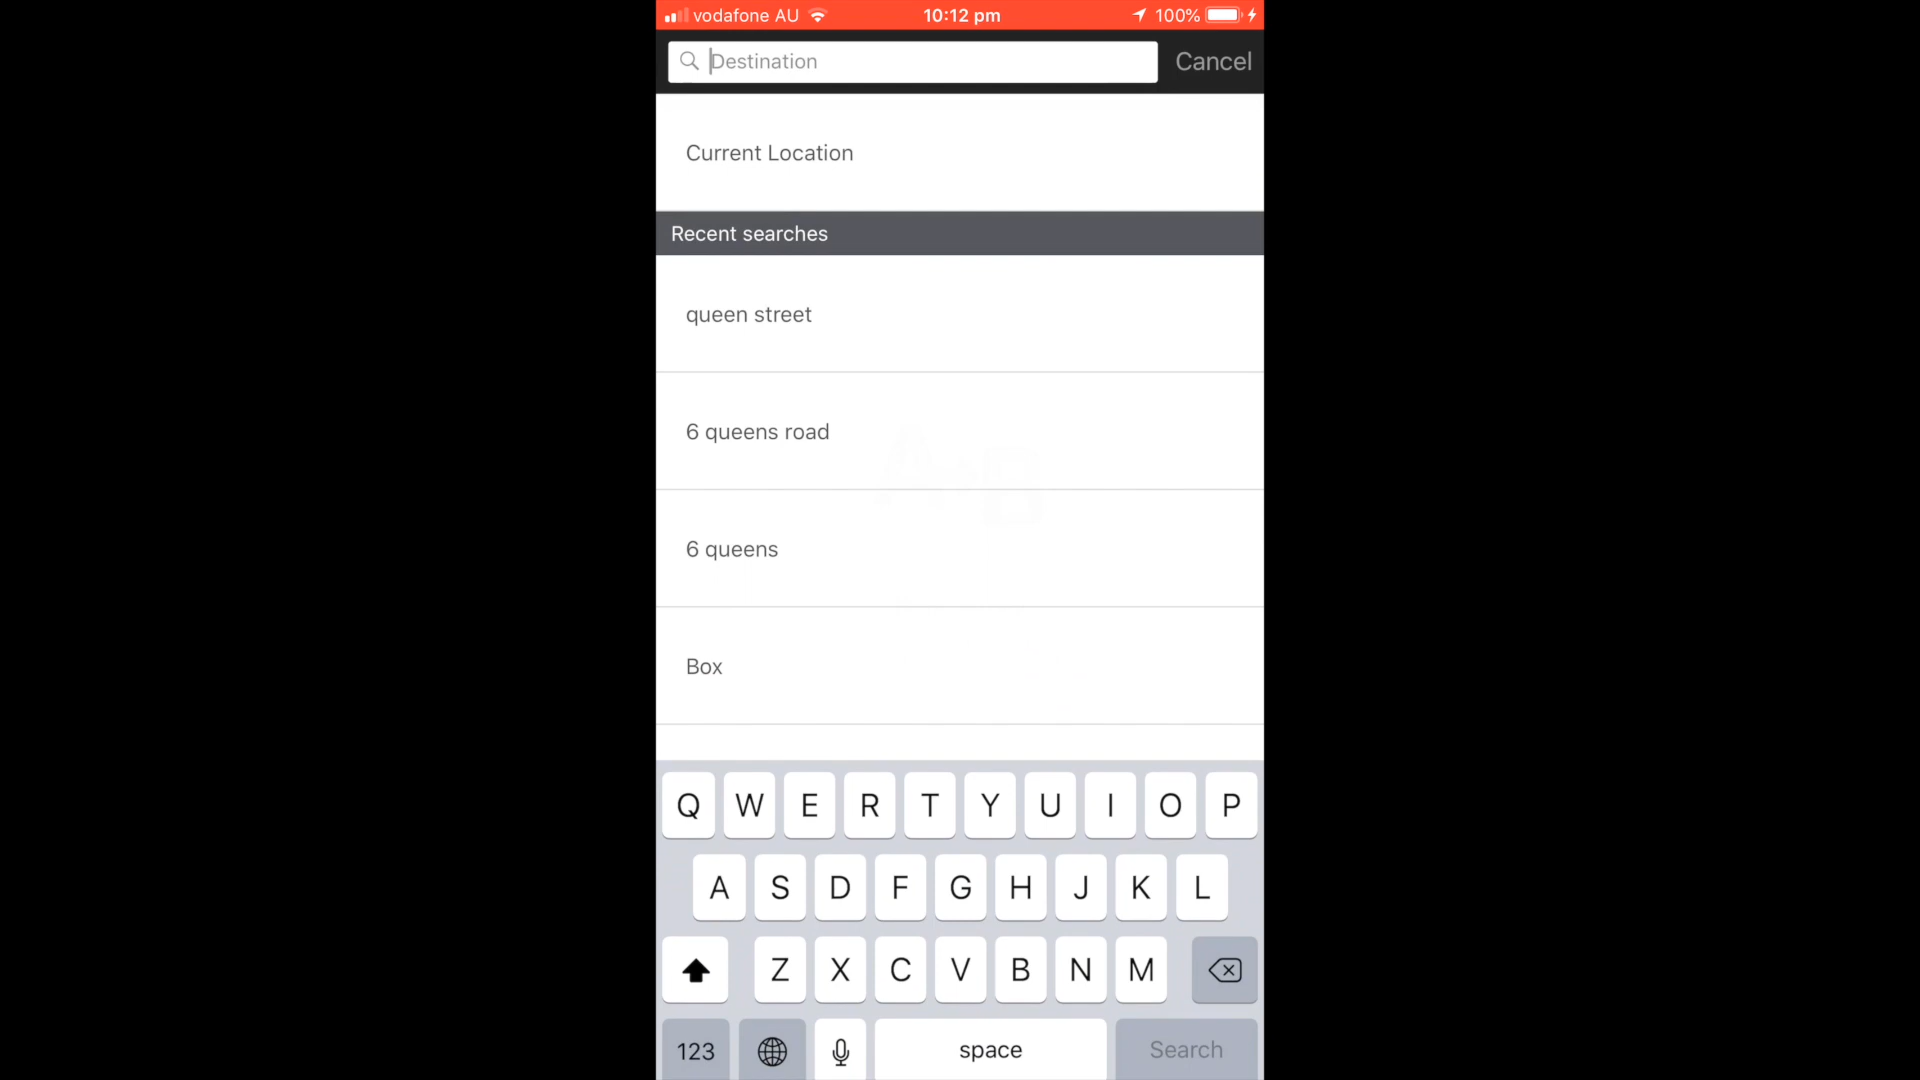 vodafone AU 10:12 pm 100%
Destination Cancel
Current Location
Recent searches
queen street
6 queens road
6 queens
Box
Q W E R T Y U I O P
A S D F G H J K L
Z X C V B N M
123 space Search